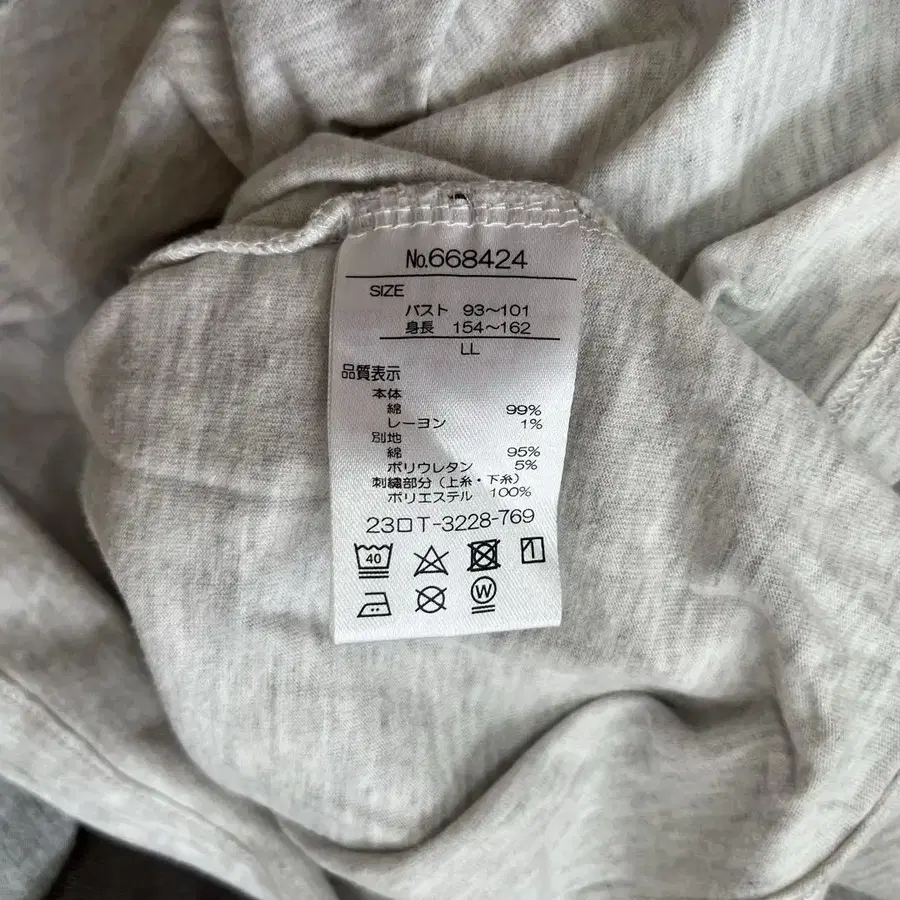 No.668424
SIZE
バスト 93～101
身長 154～162
LL
品質表示
本体
綿 99%
レーヨン 1%
別地
綿 95%
ポリウレタン 5%
刺繍部分（上糸・下糸）
ポリエステル 100%
23ロT-3228-769
40
W